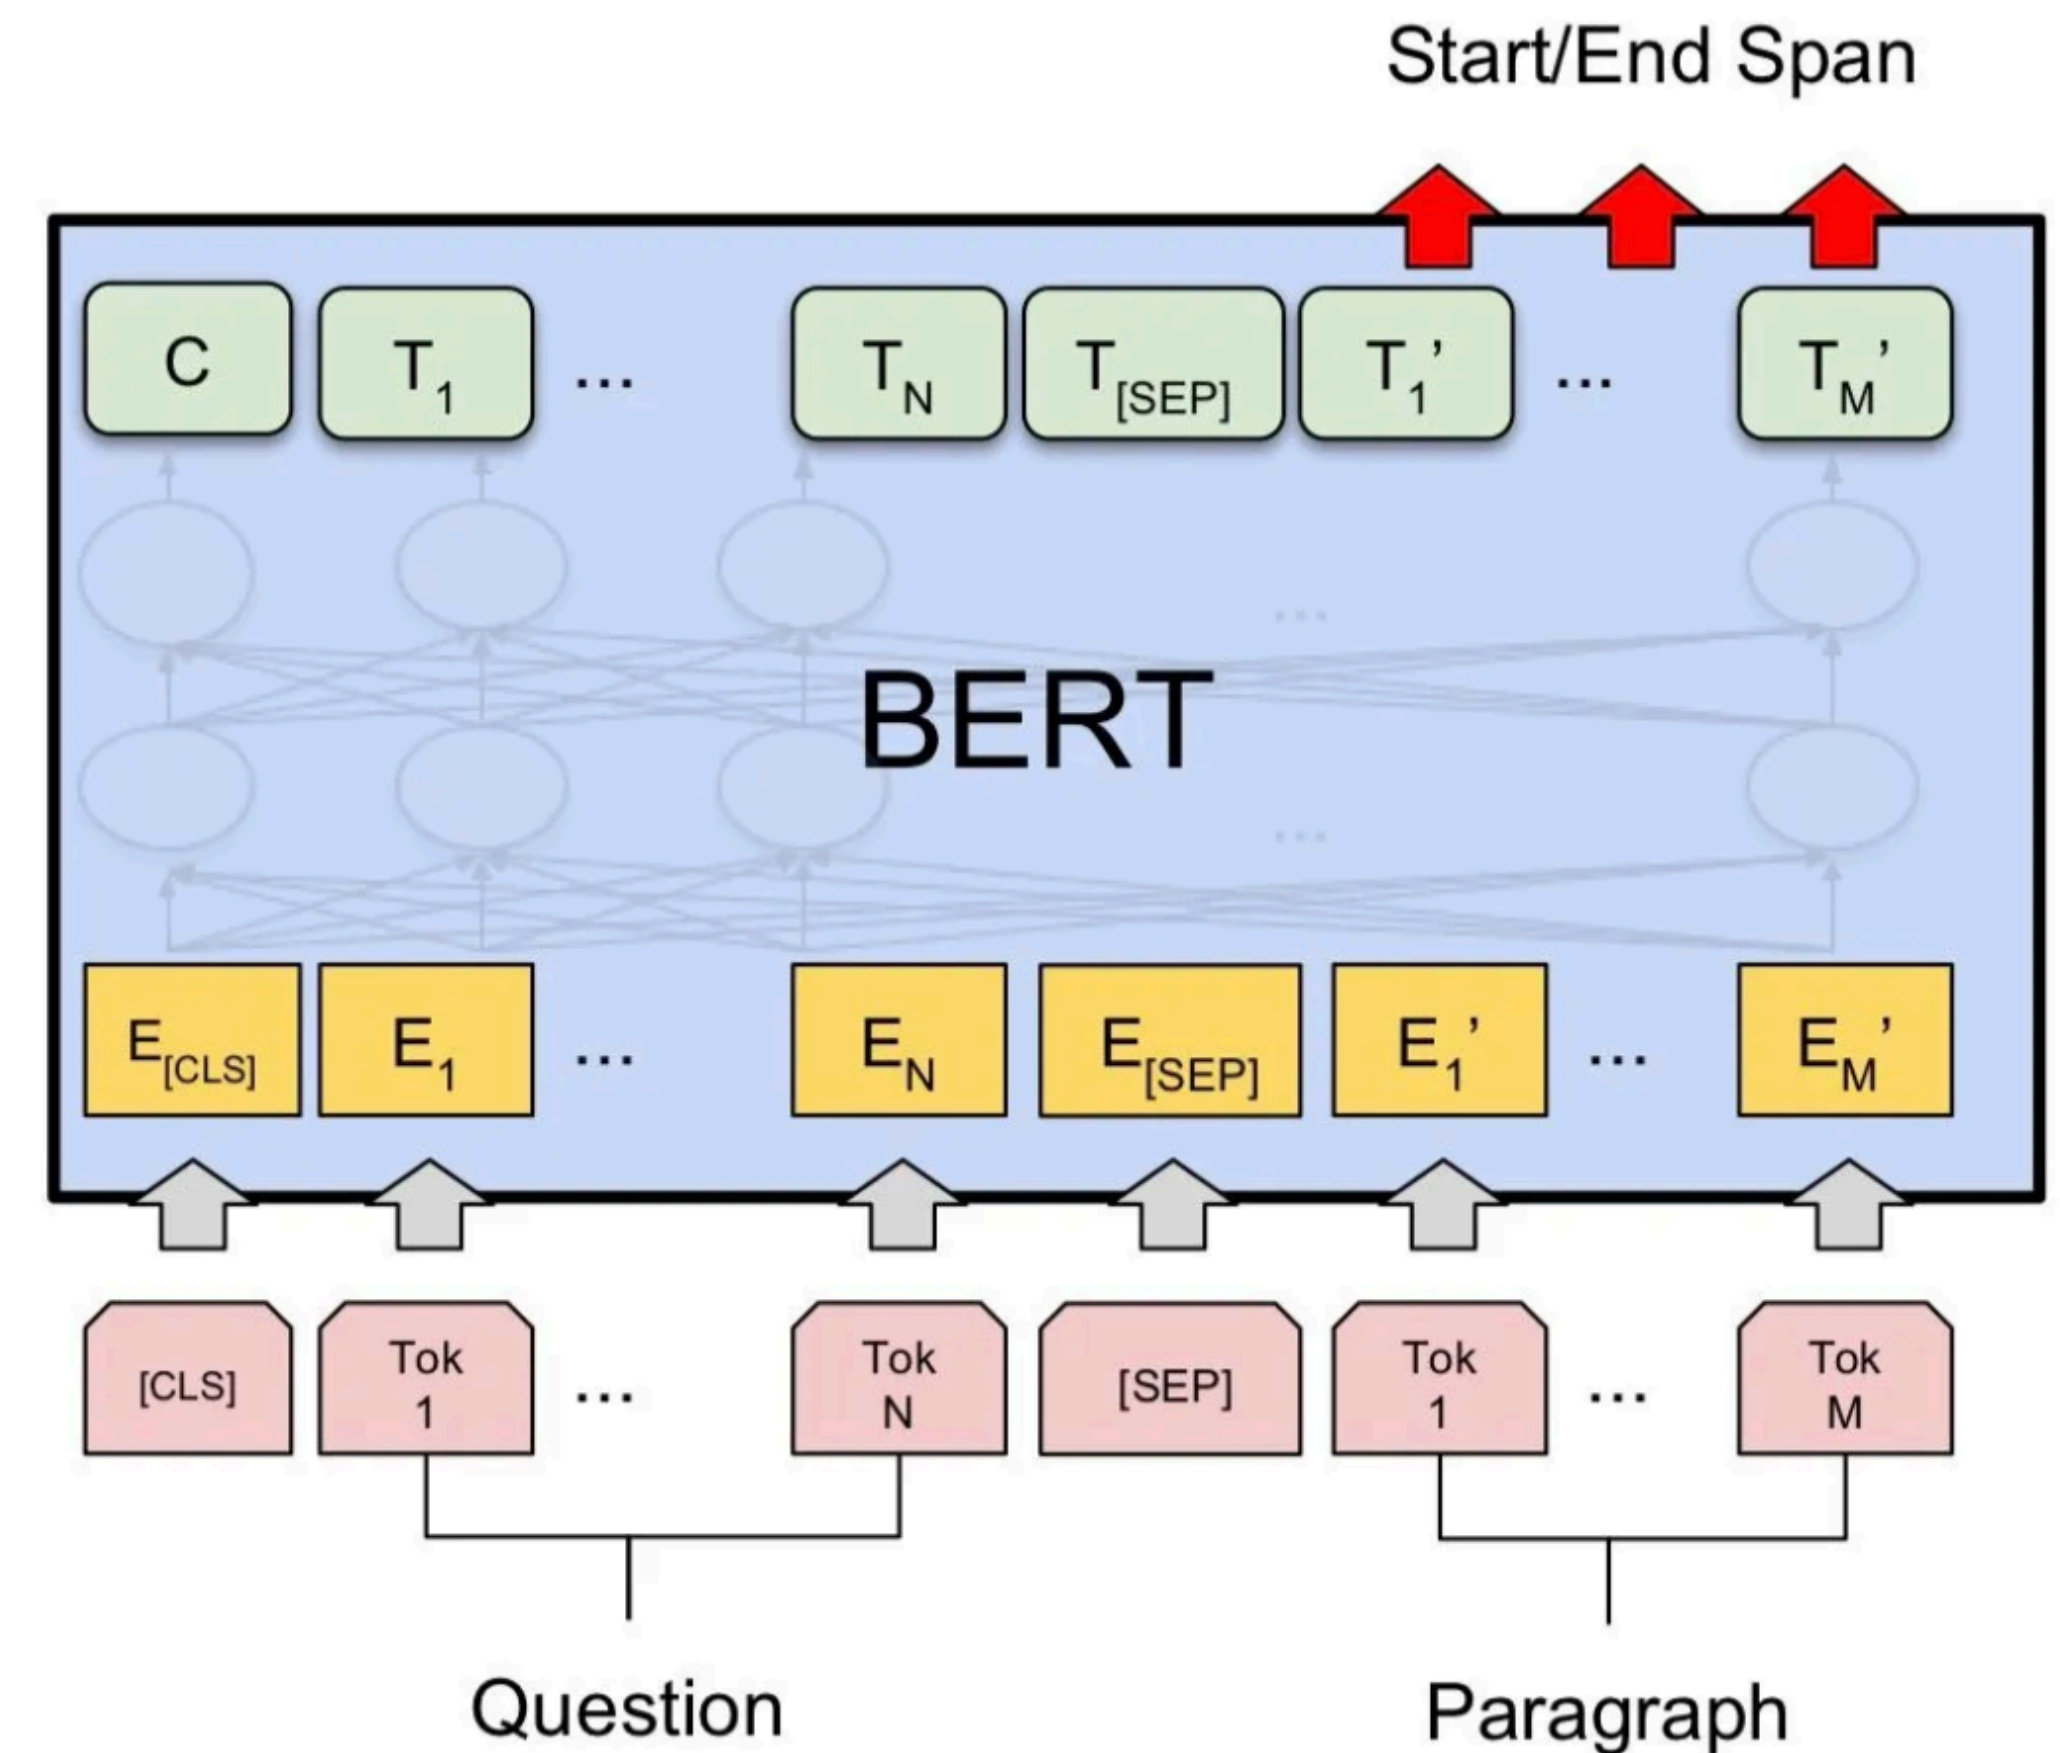 Start/End Span
C T1 ... TN T[SEP] T1’ ... TM’
...
BERT
...
E[CLS] E1 ... EN E[SEP] E1’ ... EM’
[CLS] Tok 1 ... Tok N [SEP] Tok 1 ... Tok M
Question Paragraph